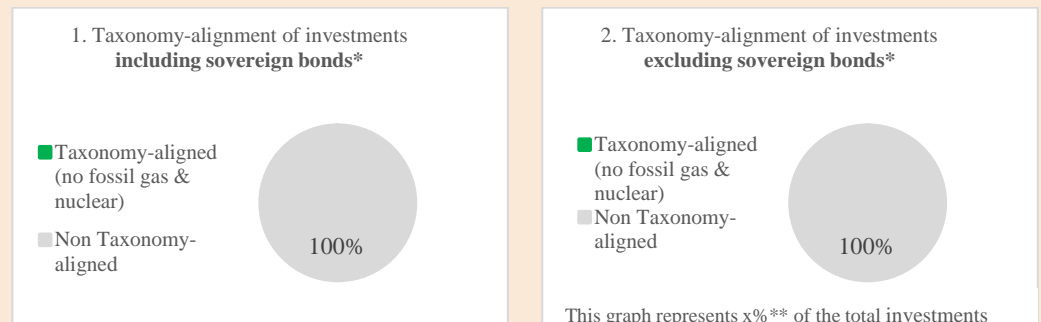 1. Taxonomy-alignment of investments
including sovereign bonds*
Taxonomy-aligned
(no fossil gas &
nuclear)
Non Taxonomy-
aligned
100%
2. Taxonomy-alignment of investments
excluding sovereign bonds*
Taxonomy-aligned
(no fossil gas &
nuclear)
Non Taxonomy-
aligned
100%
This graph represents x%** of the total investments